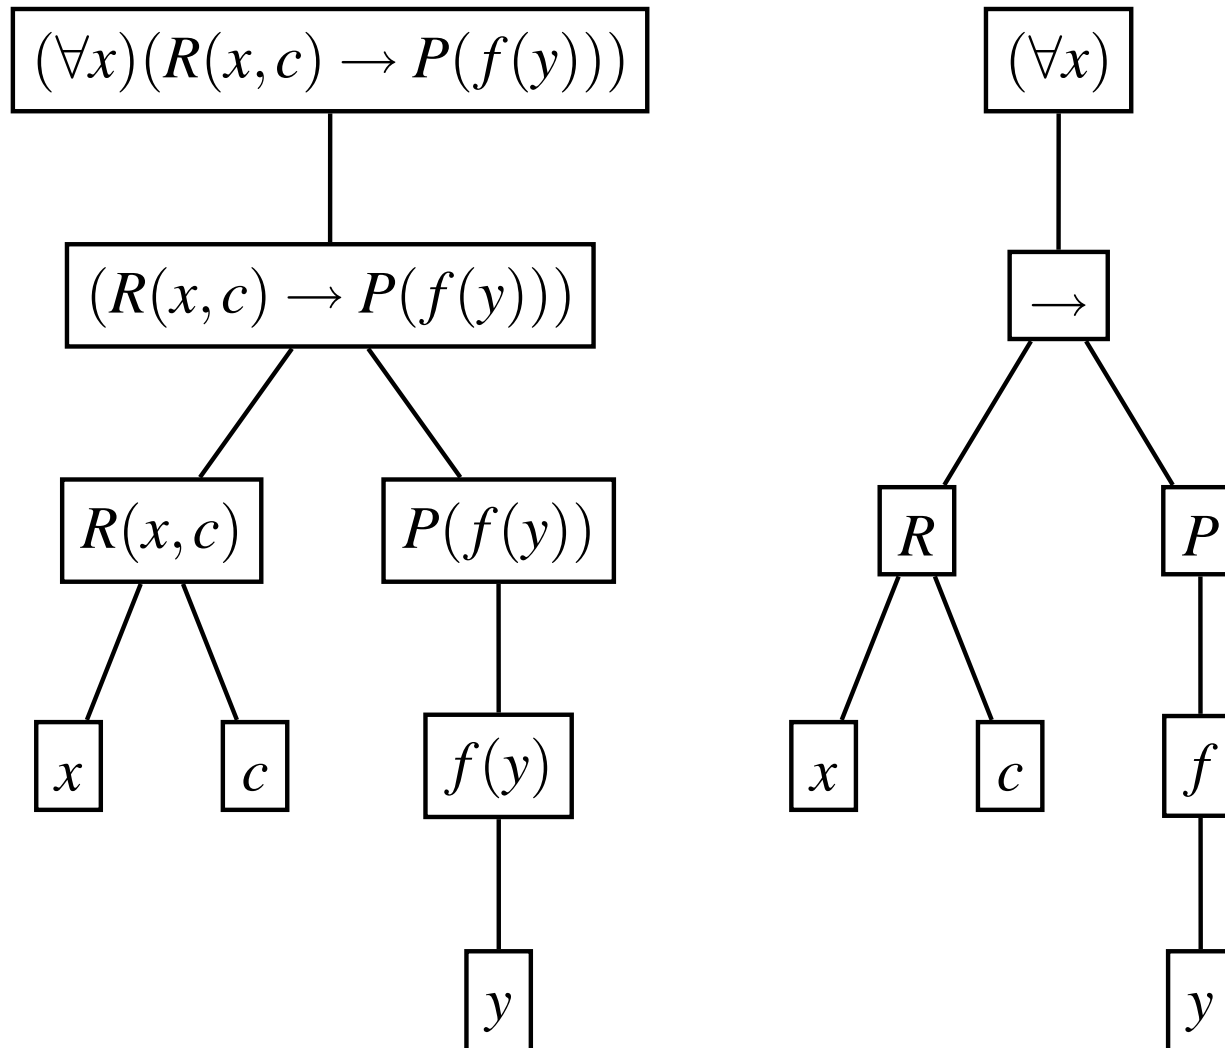 (∀x)(R(x,c) → P(f(y)))
(∀x)
(R(x,c) → P(f(y)))
→
R(x,c)
P(f(y))
R
P
x
c
f(y)
x
c
f
y
y